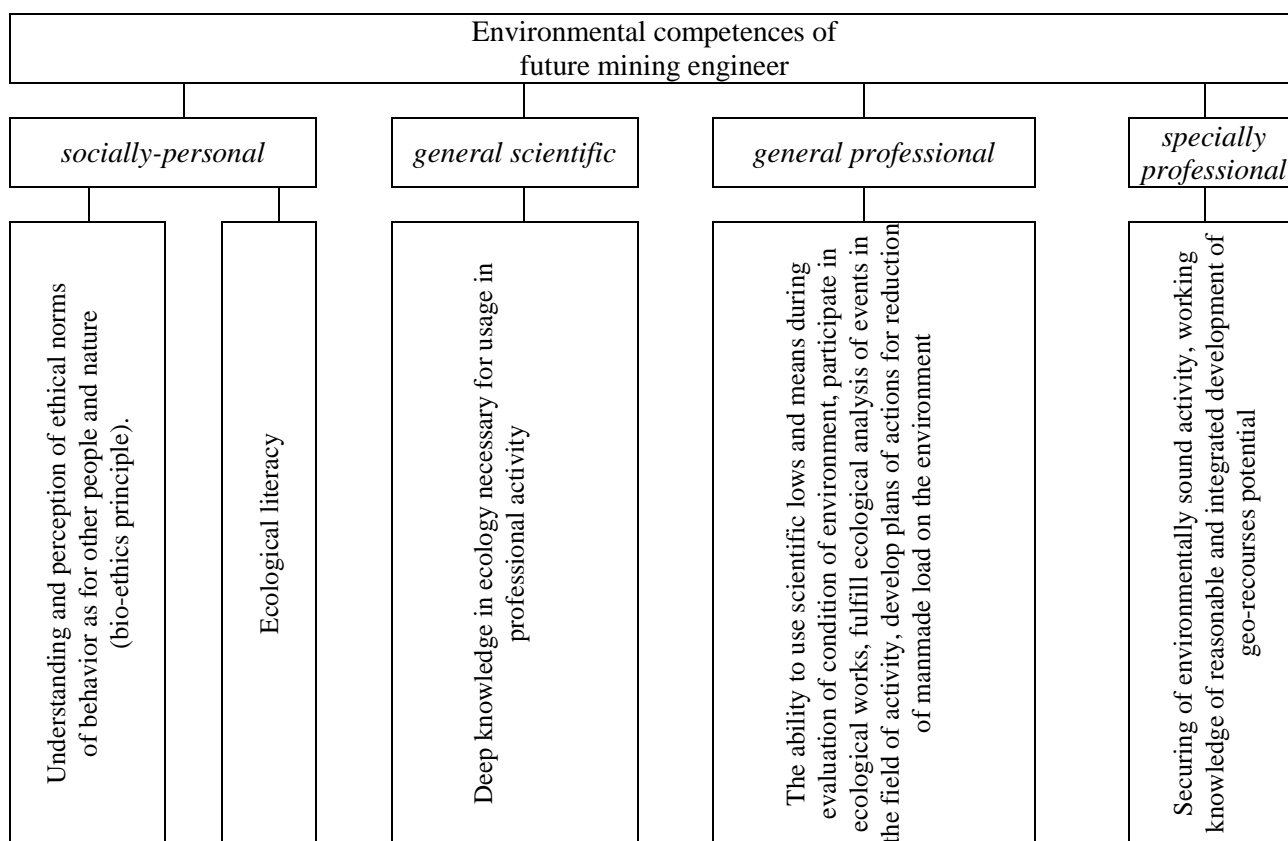 Environmental competences of
future mining engineer
socially-personal
general scientific
general professional
specially
professional
Understanding and perception of ethical norms
of behavior as for other people and nature
(bio-ethics principle).
Ecological literacy
Deep knowledge in ecology necessary for usage in
professional activity
The ability to use scientific lows and means during
evaluation of condition of environment, participate in
ecological works, fulfill ecological analysis of events in
the field of activity, develop plans of actions for reduction
of manmade load on the environment
Securing of environmentally sound activity, working
knowledge of reasonable and integrated development of
geo-recourses potential